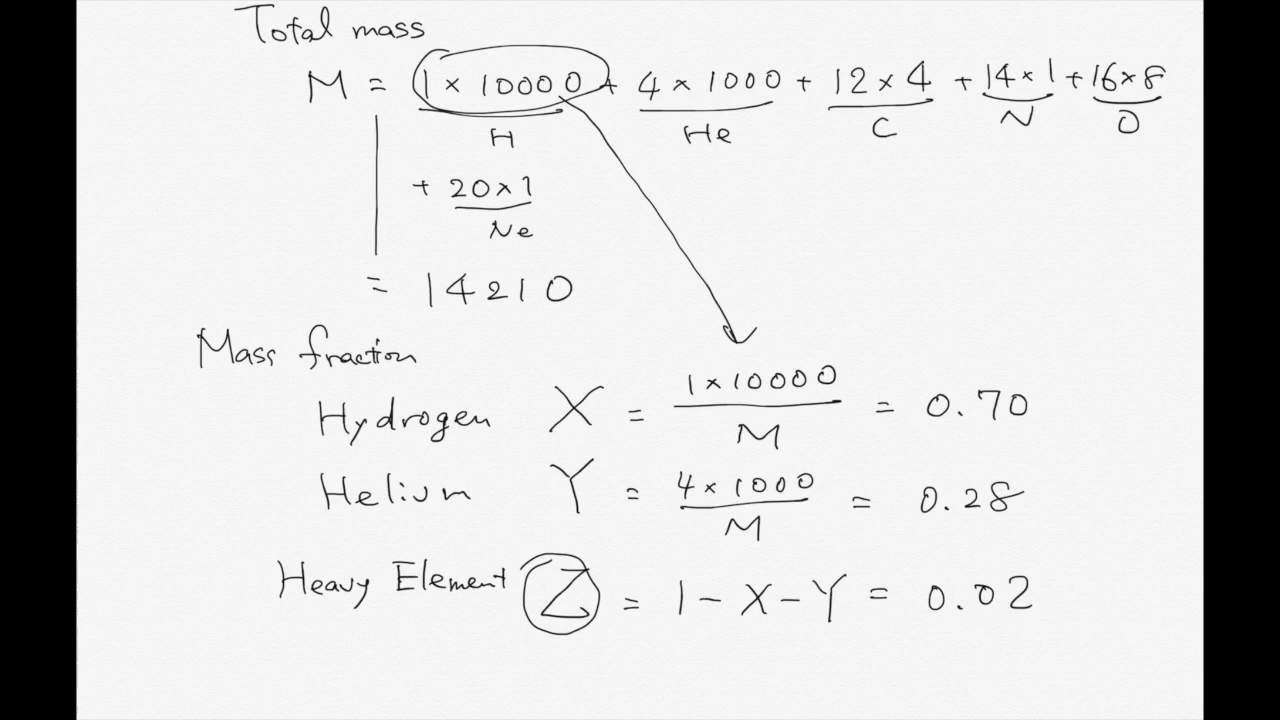 Total mass
M = 1 × 10000 + 4 × 1000 + 12 × 4 + 14 × 1 + 16 × 8
H He C N O
+ 20 × 1
Ne
= 14210
Mass fraction
Hydrogen X = 1 × 10000 / M = 0.70
Helium Y = 4 × 1000 / M = 0.28
Heavy Element Z = 1 - X - Y = 0.02